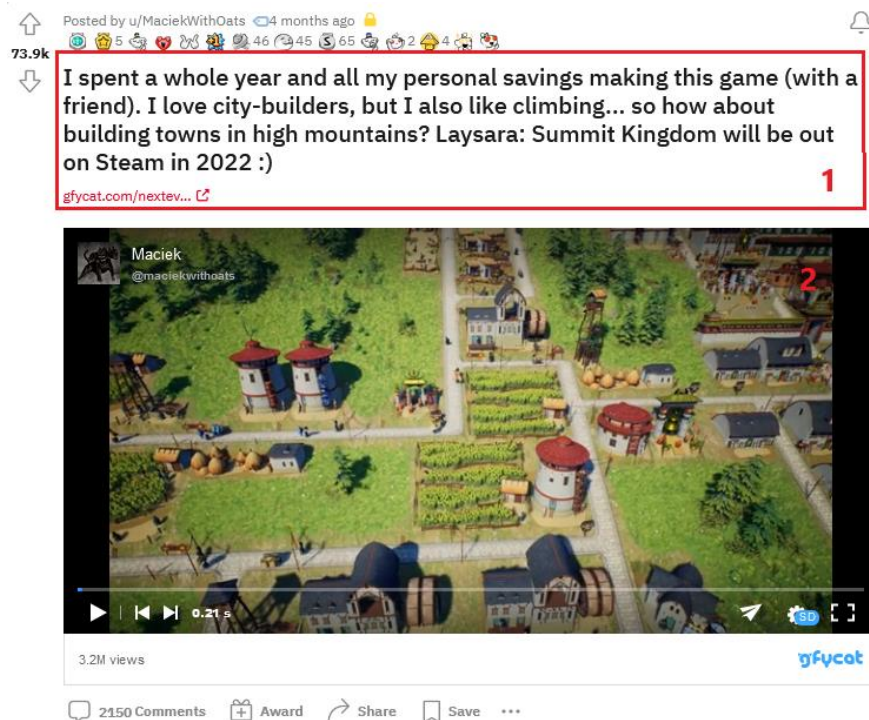 Posted by u/MaciekWithOats 4 months ago
5 46 45 65 2 4
73.9k
I spent a whole year and all my personal savings making this game (with a
friend). I love city-builders, but I also like climbing... so how about
building towns in high mountains? Laysara: Summit Kingdom will be out
on Steam in 2022 :)
1
gfycat.com/nextev...
Maciek
@maciekwithoats
2
0.21 s
SD
3.2M views
gfycat
2150 Comments Award Share Save ...